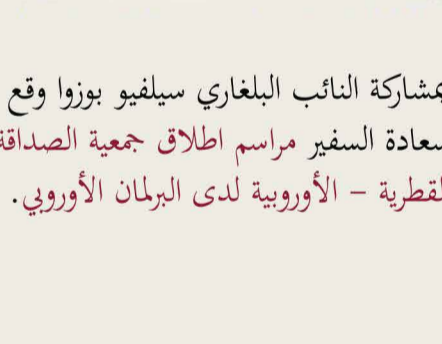 بمشاركة النائب البلغاري سيلفيو بوزوا وقع
سعادة السفير مراسم اطلاق جمعية الصداقة
القطرية – الأوروبية لدى البرلمان الأوروبي.